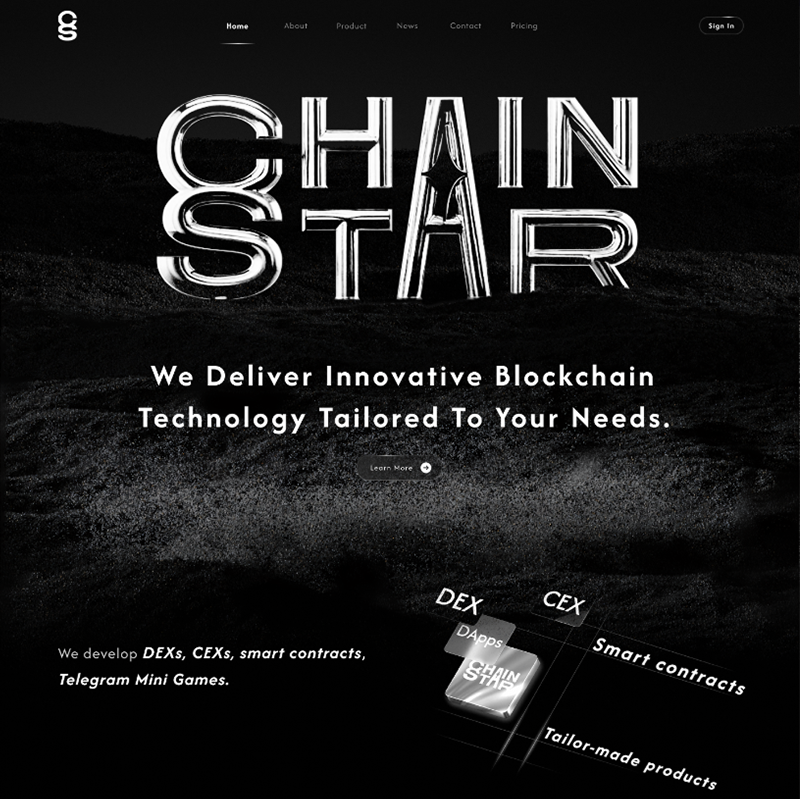 CS
Home About Product News Contact Pricing Sign In
CHAIN
STAR
We Deliver Innovative Blockchain
Technology Tailored To Your Needs.
Learn More
We develop DEXs, CEXs, smart contracts,
Telegram Mini Games.
DEX CEX
DApps
CHAIN
STAR
Smart contracts
Tailor-made products